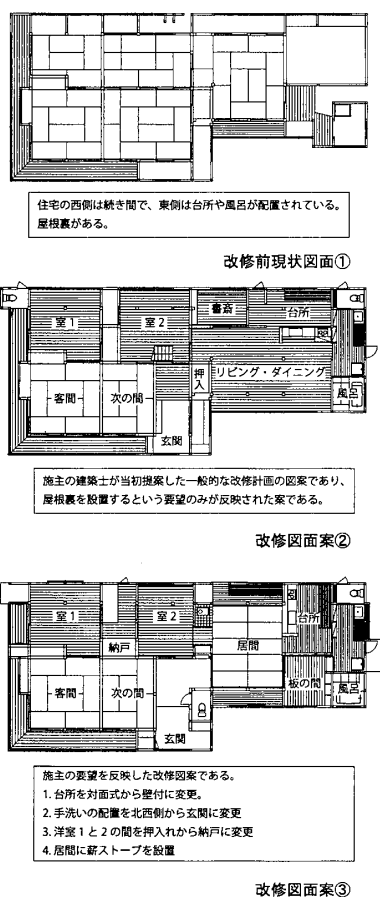 住宅の西側は続き間で、東側は台所や風呂が配置されている。
屋根裏がある。
改修前現状図面①
室1
室2
書斎
台所
客間
次の間
押入
リビング・ダイニング
風呂
玄関
施主の建築士が当初提案した一般的な改修計画の図案であり、
屋根裏を設置するという要望のみが反映された案である。
改修図面案②
室1
納戸
室2
居間
台所
客間
次の間
板の間
風呂
玄関
施主の要望を反映した改修図案である。
1. 台所を対面式から壁付に変更。
2. 手洗いの配置を北西側から玄関に変更
3. 洋室1と2の間を押入れから納戸に変更
4. 居間に薪ストーブを設置
改修図面案③